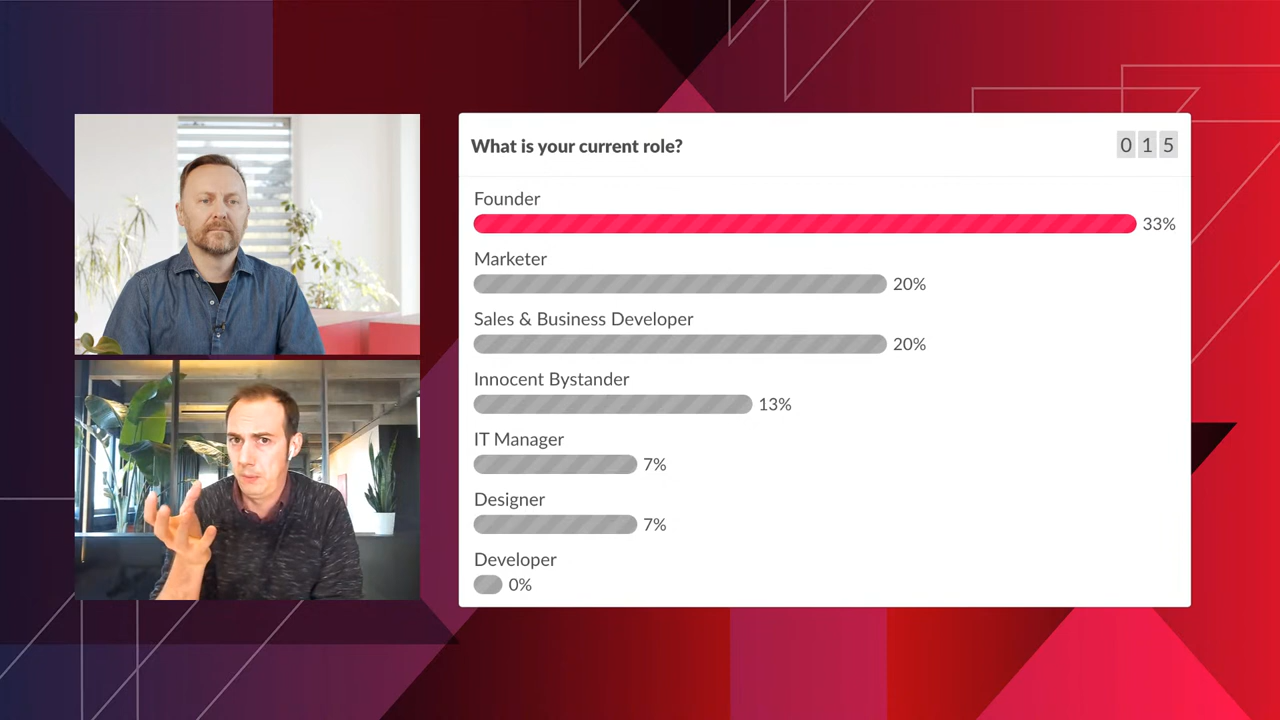 What is your current role?
015
Founder
33%
Marketer
20%
Sales & Business Developer
20%
Innocent Bystander
13%
IT Manager
7%
Designer
7%
Developer
0%